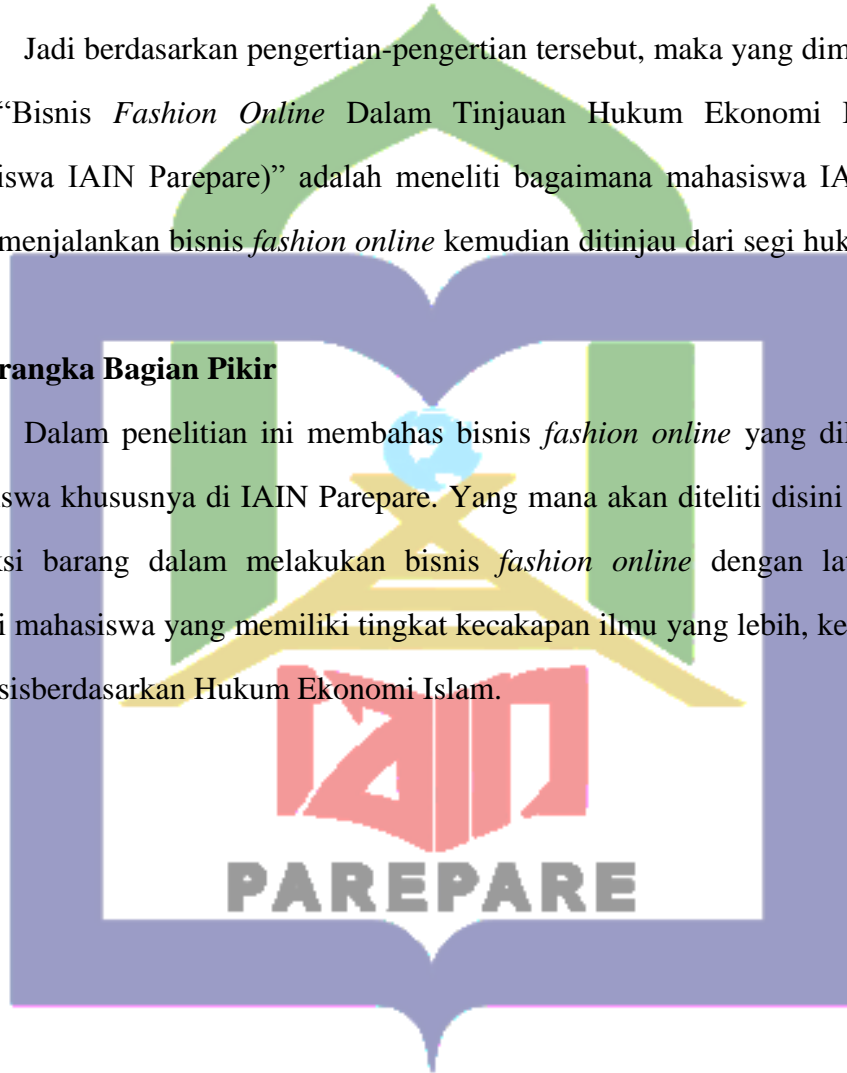 Jadi berdasarkan pengertian-pengertian tersebut, maka yang dim
“Bisnis Fashion Online Dalam Tinjauan Hukum Ekonomi I
iswa IAIN Parepare)” adalah meneliti bagaimana mahasiswa IA
menjalankan bisnis fashion online kemudian ditinjau dari segi huk
rangka Bagian Pikir
Dalam penelitian ini membahas bisnis fashion online yang dil
swa khususnya di IAIN Parepare. Yang mana akan diteliti disini
ksi barang dalam melakukan bisnis fashion online dengan la
i mahasiswa yang memiliki tingkat kecakapan ilmu yang lebih, ke
sisberdasarkan Hukum Ekonomi Islam.
iain
PAREPARE